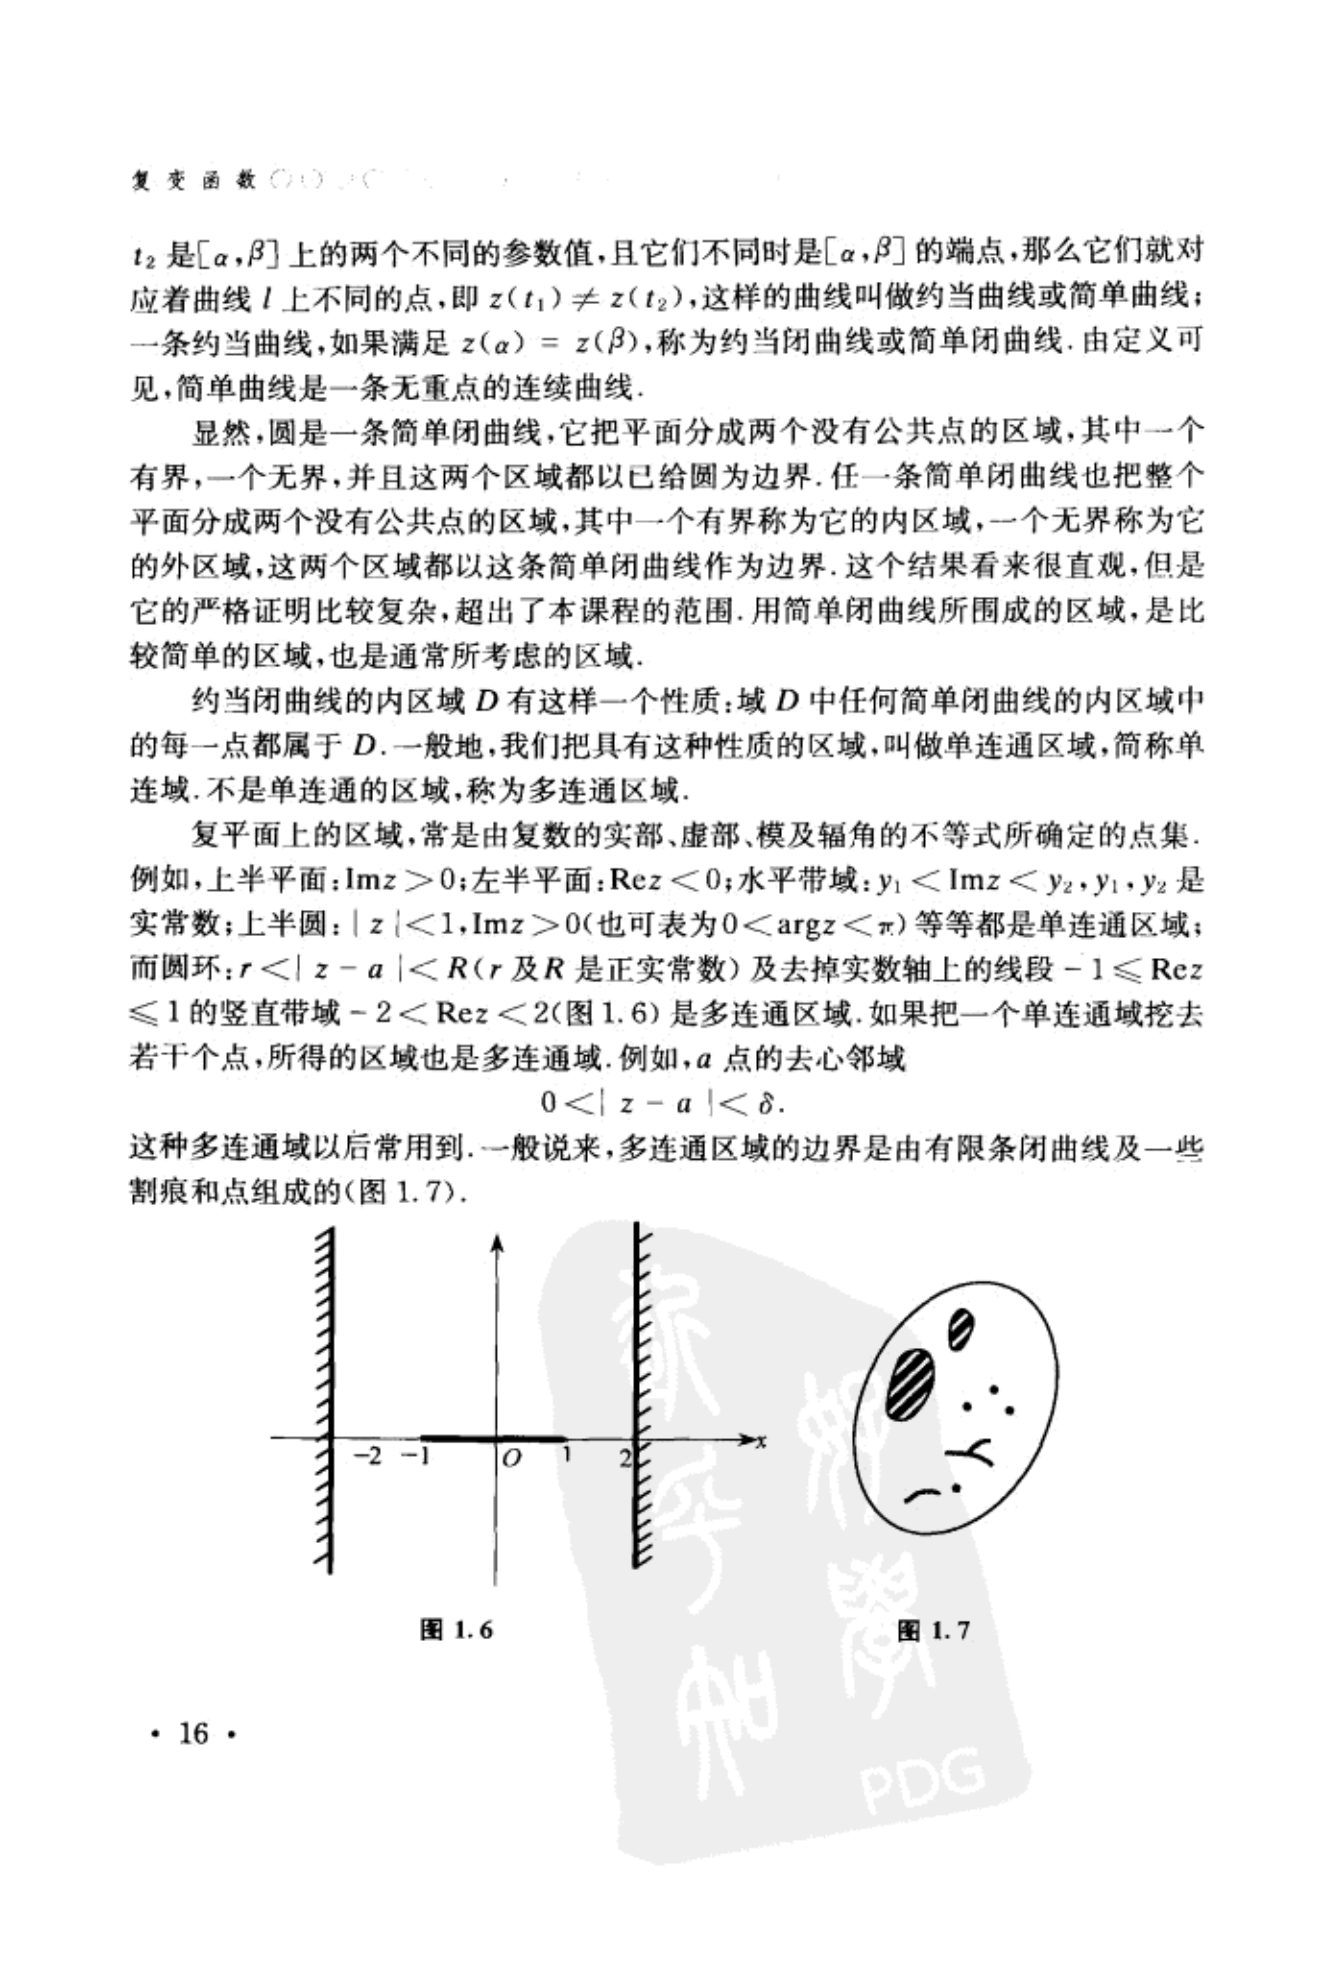 复变函数
t₂是[α,β]上的两个不同的参数值,且它们不同时是[α,β]的端点,那么它们就对
应着曲线 l 上不同的点,即 z(t₁)≠z(t₂),这样的曲线叫做约当曲线或简单曲线;
一条约当曲线,如果满足 z(α) = z(β),称为约当闭曲线或简单闭曲线.由定义可
见,简单曲线是一条无重点的连续曲线.
显然,圆是一条简单闭曲线,它把平面分成两个没有公共点的区域,其中一个
有界,一个无界,并且这两个区域都以已给圆为边界.任一条简单闭曲线也把整个
平面分成两个没有公共点的区域,其中一个有界称为它的内区域,一个无界称为它
的外区域,这两个区域都以这条简单闭曲线作为边界.这个结果看来很直观,但是
它的严格证明比较复杂,超出了本课程的范围.用简单闭曲线所围成的区域,是比
较简单的区域,也是通常所考虑的区域.
约当闭曲线的内区域 D 有这样一个性质:域 D 中任何简单闭曲线的内区域中
的每一点都属于 D.一般地,我们把具有这种性质的区域,叫做单连通区域,简称单
连域.不是单连通的区域,称为多连通区域.
复平面上的区域,常是由复数的实部、虚部、模及辐角的不等式所确定的点集.
例如,上半平面:Imz>0;左半平面:Rez<0;水平带域:y₁<Imz<y₂,y₁,y₂是
实常数;上半圆:|z|<1,Imz>0(也可表为0<argz<π)等等都是单连通区域;
而圆环:r<|z-a|<R(r及R是正实常数)及去掉实数轴上的线段-1≤Rez
≤1的竖直带域-2<Rez<2(图1.6)是多连通区域.如果把一个单连通域挖去
若干个点,所得的区域也是多连通域.例如,a 点的去心邻域
0<|z-a|<δ.
这种多连通域以后常用到.一般说来,多连通区域的边界是由有限条闭曲线及一些
割痕和点组成的(图1.7).
-2 -1 O 1 2 x
图 1.6
图 1.7
· 16 ·
PDG